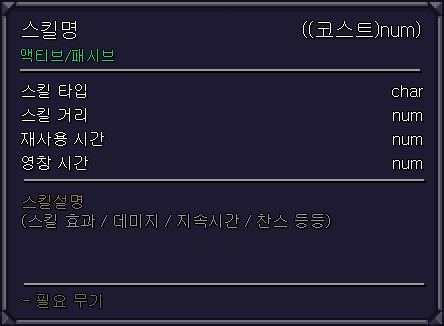 스킬명 ((코스트)num)
액티브/패시브
스킬 타입 char
스킬 거리 num
재사용 시간 num
영창 시간 num
스킬설명
(스킬 효과 / 데미지 / 지속시간 / 찬스 등등)
- 필요 무기